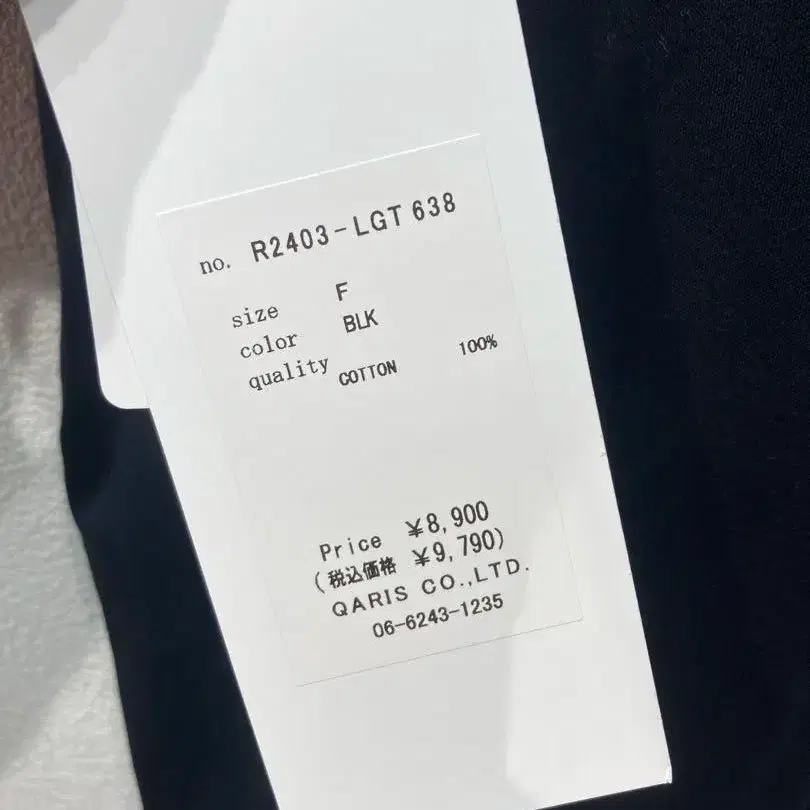 no. R2403-LGT 638
size F
color BLK
quality COTTON 100%
Price ¥8,900
(税込価格 ¥9,790)
QARIS CO.,LTD.
06-6243-1235